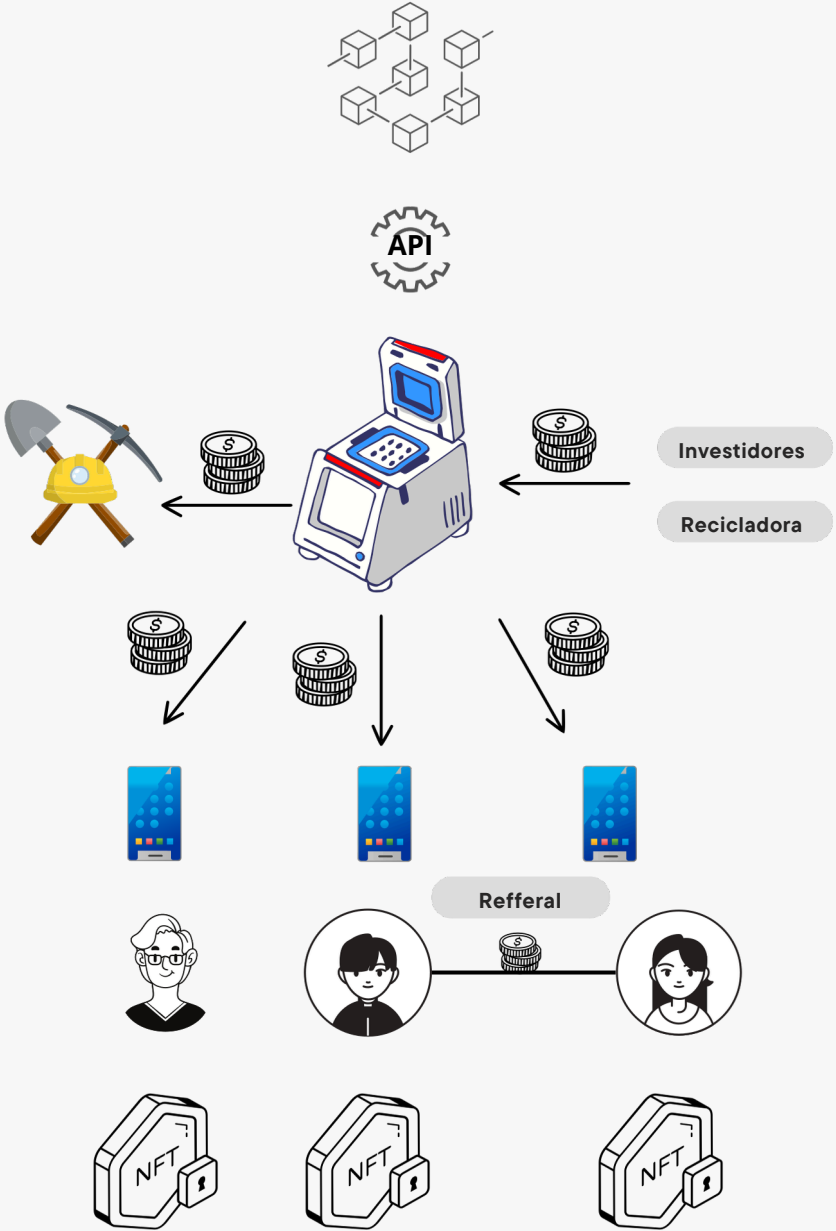 API
$
$
Investidores
Recicladora
$
$
$
Refferal
$
NFT
NFT
NFT